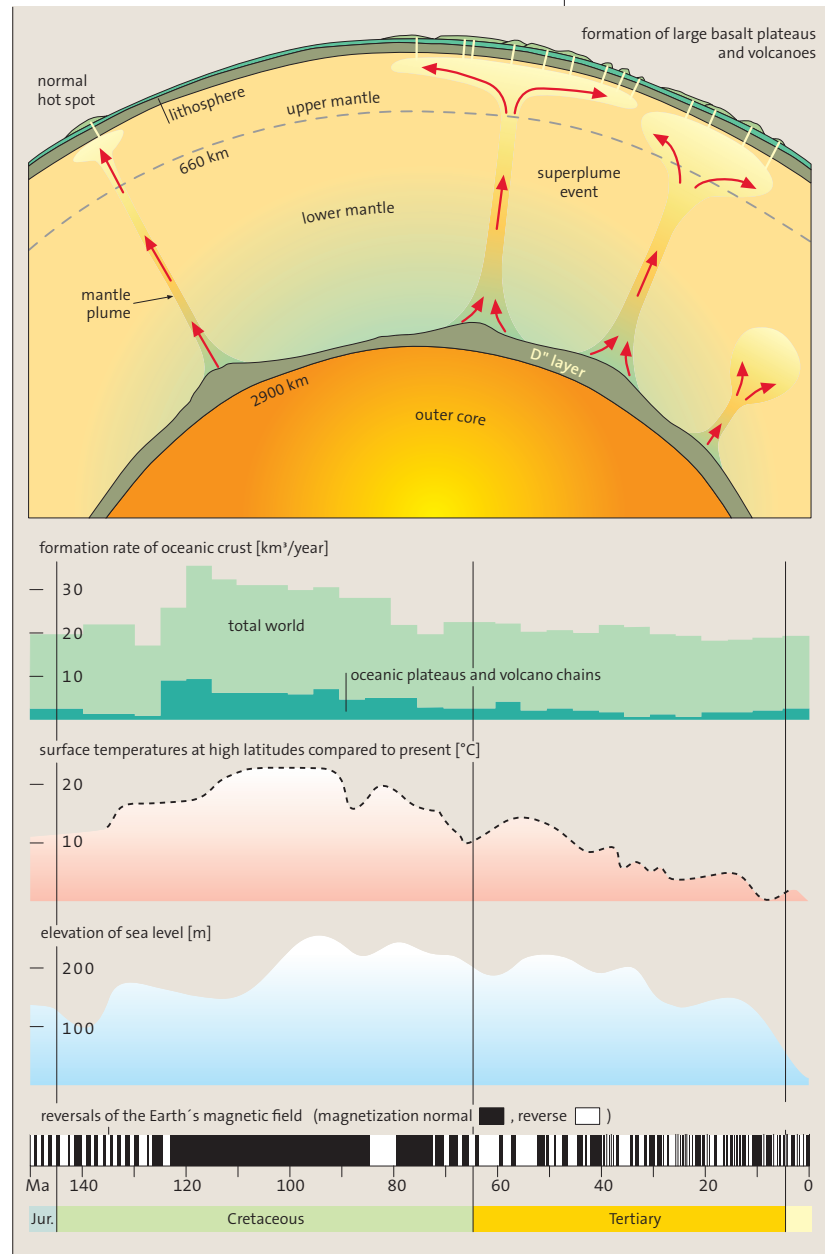 formation of large basalt plateaus
and volcanoes
normal
hot spot
lithosphere
upper mantle
660 km
superplume
event
lower mantle
mantle
plume
D" layer
2900 km
outer core
formation rate of oceanic crust [km³/year]
30
total world
20
oceanic plateaus and volcano chains
10
surface temperatures at high latitudes compared to present [°C]
20
10
elevation of sea level [m]
200
100
reversals of the Earth´s magnetic field (magnetization normal , reverse )
Ma 140 120 100 80 60 40 20 0
Jur. Cretaceous Tertiary